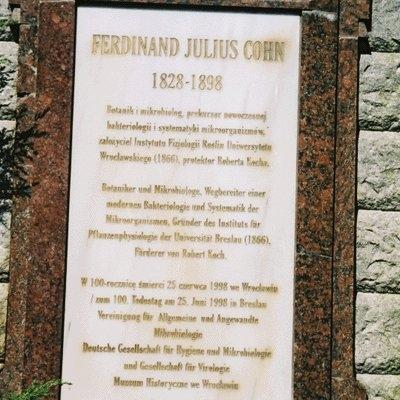 FERDINAND JULIUS COHN
1828-1898
Botanik i mikrobiolog, prekursor nowoczesnej
bakteriologii i systematyki mikroorganizmów,
założyciel Instytutu Fizjologii Roślin Uniwersytetu
Wrocławskiego (1866), protektor Roberta Kocha.
Botaniker und Mikrobiologe, Wegbereiter einer
modernen Bakteriologie und Systematik der
Mikroorganismen, Gründer des Instituts für
Pflanzenphysiologie der Universität Breslau (1866),
Förderer von Robert Koch.
W 100-rocznicę śmierci 25 czerwca 1998 we Wrocławiu
/ zum 100. Todestag am 25. Juni 1998 in Breslau
Vereinigung für Allgemeine und Angewandte
Mikrobiologie
Deutsche Gesellschaft für Hygiene und Mikrobiologie
und Gesellschaft für Virologie
Muzeum Historyczne we Wrocławiu